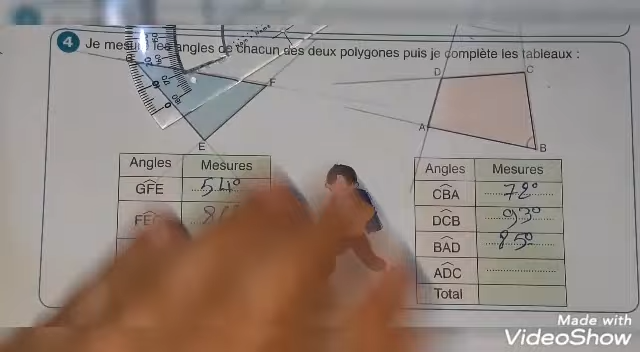 4 Je mesure les angles de chacun des deux polygones puis je complète les tableaux :
D C
F
A
B
E
Angles Mesures
GFE 54°
Angles Mesures
CBA 72°
DCB 93°
BAD 85°
ADC
Total
Made with
VideoShow